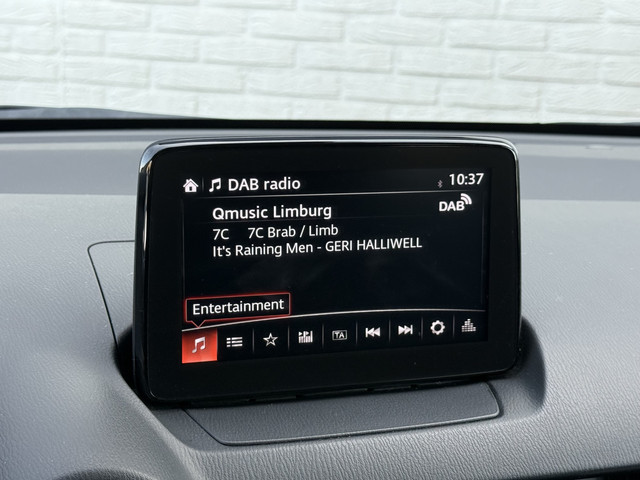 DAB radio
10:37
Qmusic Limburg
DAB
7C 7C Brab / Limb
It's Raining Men - GERI HALLIWELL
Entertainment
TA